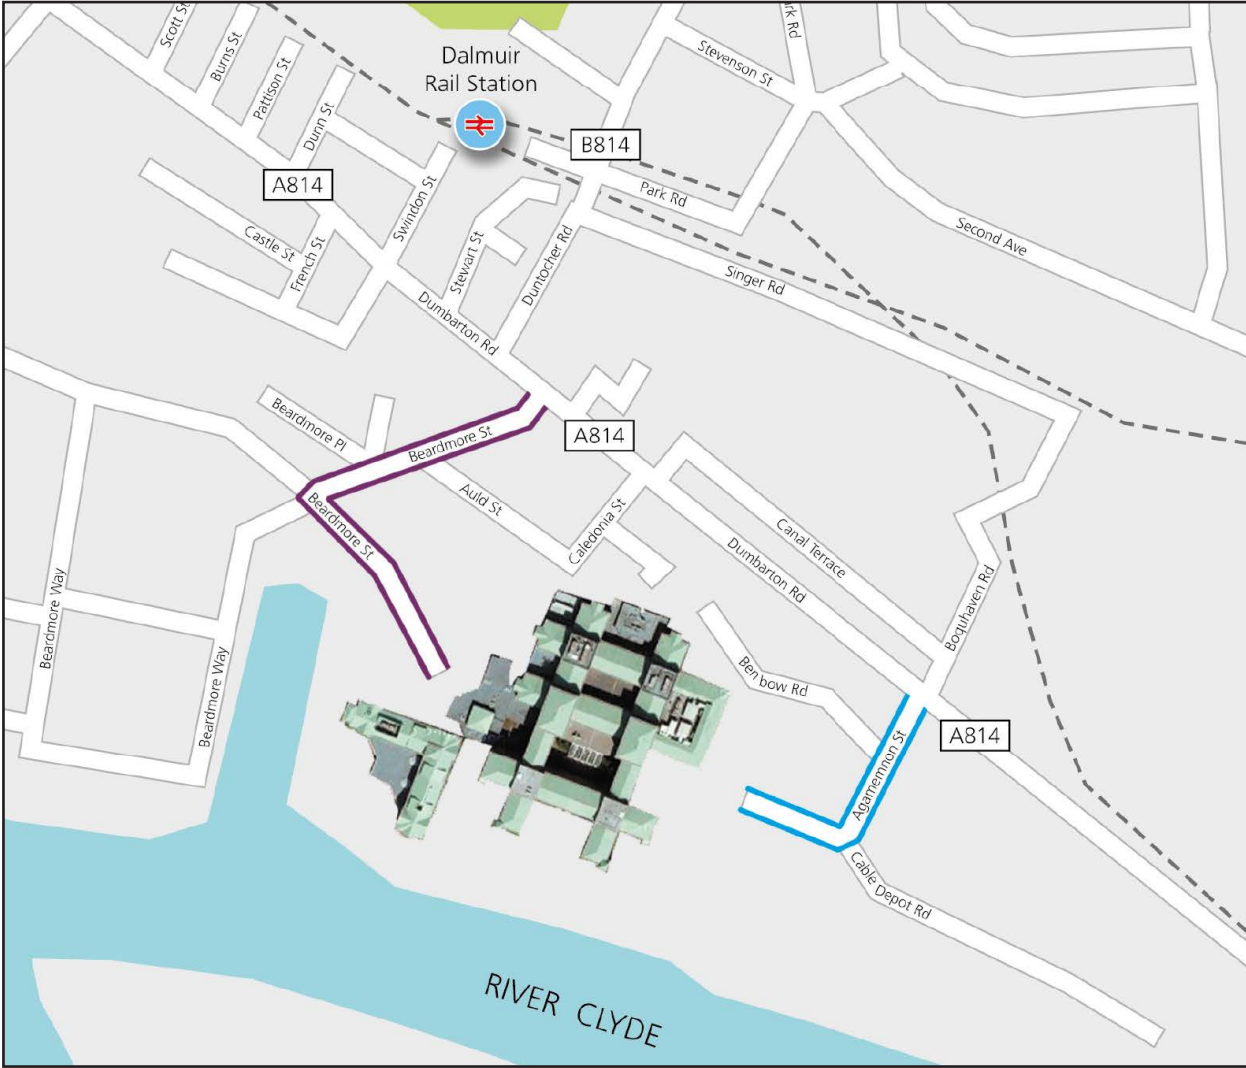 Scott St
Burns St
Pattison St
Dunn St
Dalmuir
Rail Station
Stevenson St
rk Rd
B814
A814
Park Rd
Swindon St
Castle St
French St
Stewart St
Duntocher Rd
Second Ave
Singer Rd
Dumbarton Rd
Beardmore Pl
Beardmore St
A814
Auld St
Beardmore St
Caledonia St
Canal Terrace
Dumbarton Rd
Boquhaven Rd
Beardmore Way
Beardmore Way
Benbow Rd
A814
Agamemnon St
Cable Depot Rd
RIVER CLYDE